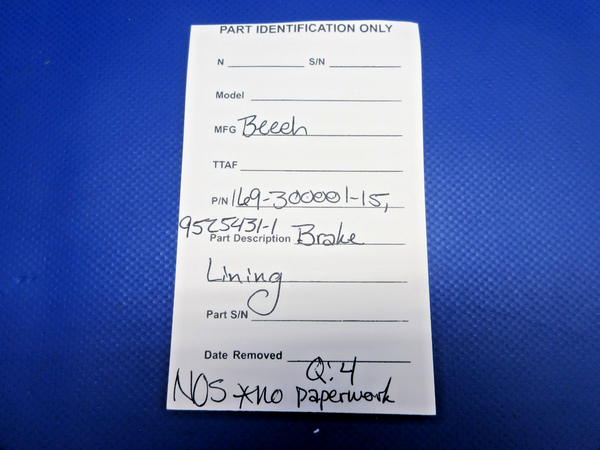 PART IDENTIFICATION ONLY
N S/N
Model
MFG Beech
TTAF
P/N 169-300001-15,
9525431-1
Part Description Brake
Lining
Part S/N
Date Removed
Q:4
NOS *no paperwork